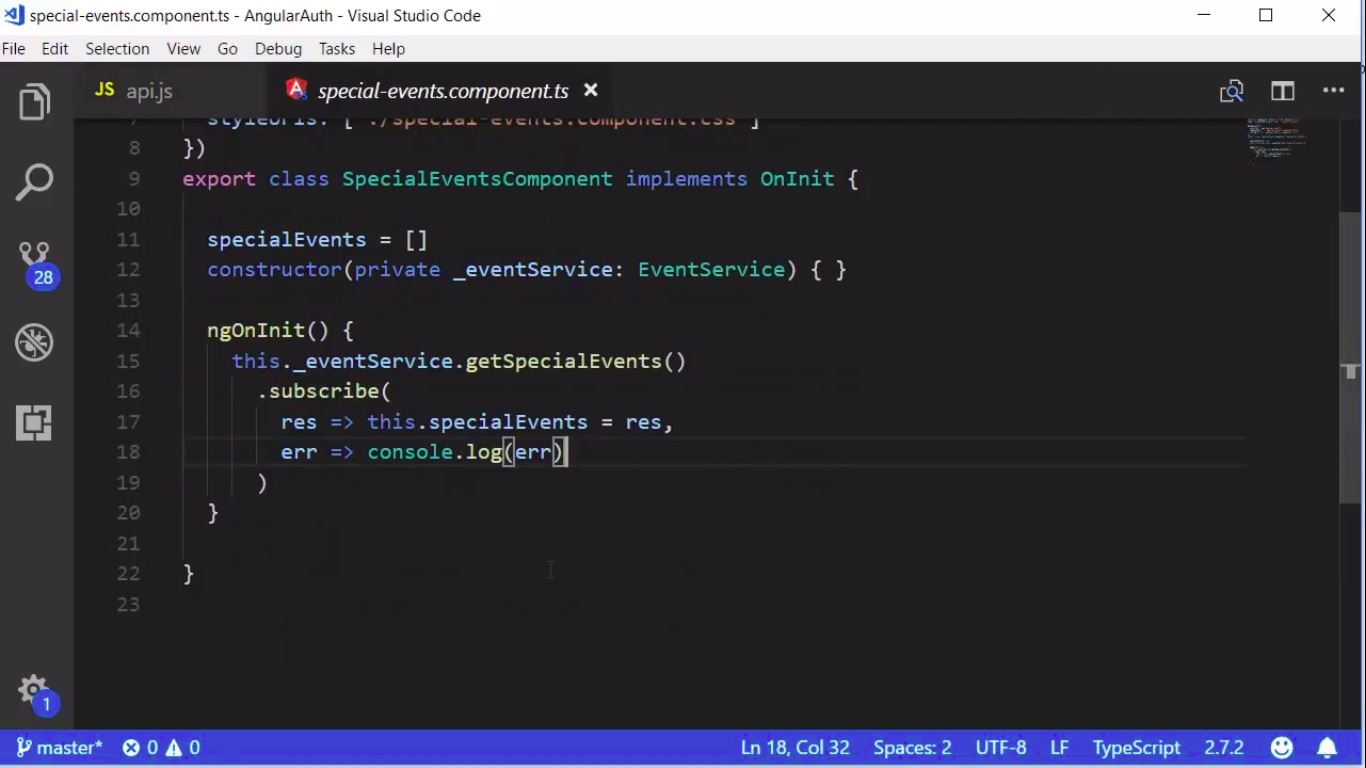 special-events.component.ts - AngularAuth - Visual Studio Code
File Edit Selection View Go Debug Tasks Help
JS api.js special-events.component.ts
7 styleUrls: ['./special-events.component.css']
8 })
9 export class SpecialEventsComponent implements OnInit {
10
11 specialEvents = []
12 constructor(private _eventService: EventService) { }
13
14 ngOnInit() {
15 this._eventService.getSpecialEvents()
16 .subscribe(
17 res => this.specialEvents = res,
18 err => console.log(err)
19 )
20 }
21
22 }
23
28
1
master* 0 0 Ln 18, Col 32 Spaces: 2 UTF-8 LF TypeScript 2.7.2